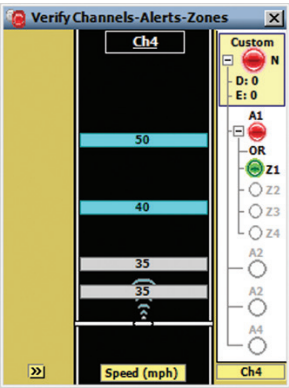 Verify Channels-Alerts-Zones
Ch4
50
40
35
35
Speed (mph)
Custom
N
D: 0
E: 0
A1
OR
Z1
Z2
Z3
Z4
A2
A2
A4
Ch4